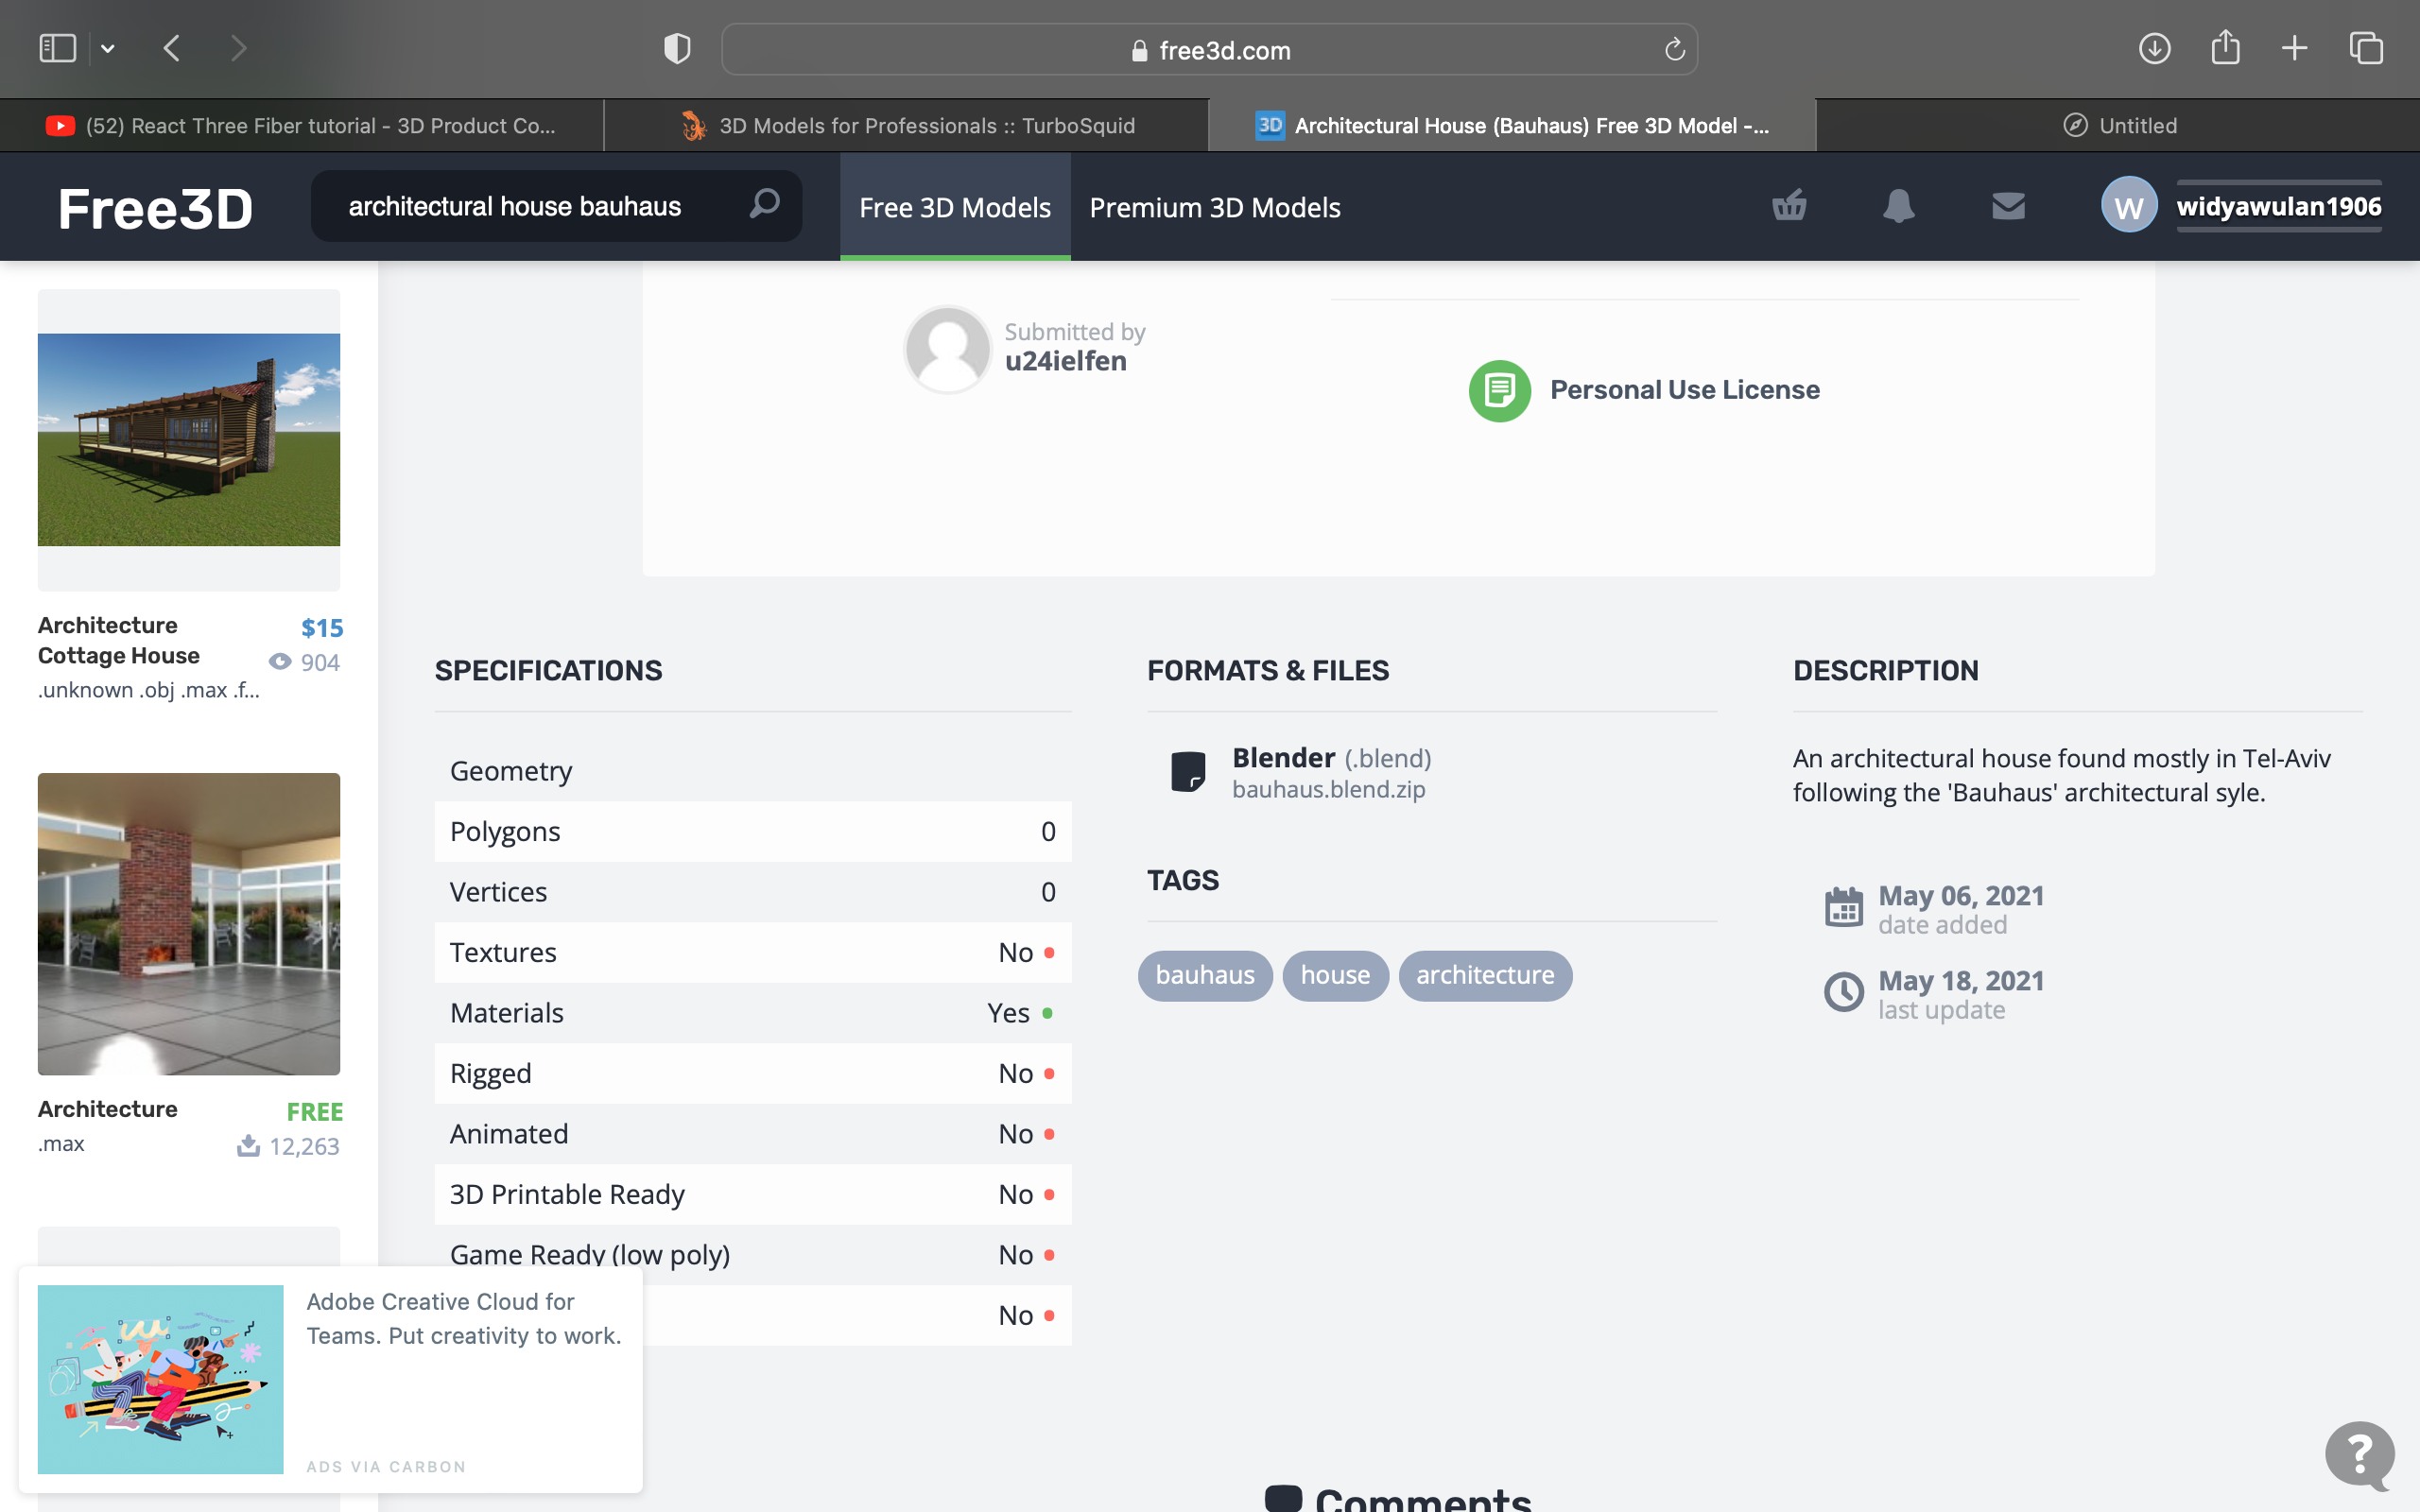 free3d.com
(52) React Three Fiber tutorial - 3D Product Co...
3D Models for Professionals :: TurboSquid
3D Architectural House (Bauhaus) Free 3D Model -...
Untitled
Free3D
architectural house bauhaus
Free 3D Models
Premium 3D Models
W
widyawulan1906
Submitted by
u24ielfen
Personal Use License
Architecture
Cottage House
$15
904
.unknown .obj .max .f...
Architecture
FREE
.max
12,263
SPECIFICATIONS
Geometry
Polygons 0
Vertices 0
Textures No
Materials Yes
Rigged No
Animated No
3D Printable Ready No
Game Ready (low poly) No
No
FORMATS & FILES
Blender (.blend)
bauhaus.blend.zip
TAGS
bauhaus
house
architecture
DESCRIPTION
An architectural house found mostly in Tel-Aviv
following the 'Bauhaus' architectural syle.
May 06, 2021
date added
May 18, 2021
last update
Adobe Creative Cloud for
Teams. Put creativity to work.
ADS VIA CARBON
Comments
?